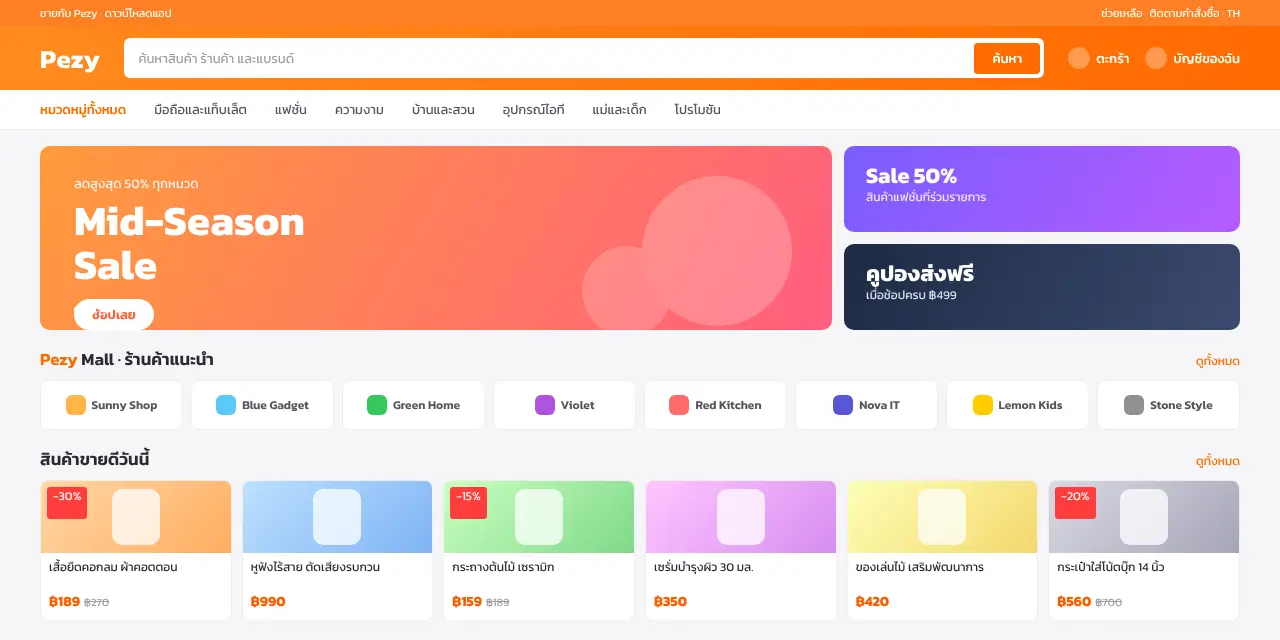 ขายกับ Pezy · ดาวน์โหลดแอป
ช่วยเหลือ · ติดตามคำสั่งซื้อ · TH
Pezy
ค้นหาสินค้า ร้านค้า และแบรนด์
ค้นหา
ตะกร้า
บัญชีของฉัน
หมวดหมู่ทั้งหมด
มือถือและแท็บเล็ต
แฟชั่น
ความงาม
บ้านและสวน
อุปกรณ์ไอที
แม่และเด็ก
โปรโมชัน
ลดสูงสุด 50% ทุกหมวด
Mid-Season
Sale
ช้อปเลย
Sale 50%
สินค้าแฟชั่นที่ร่วมรายการ
คูปองส่งฟรี
เมื่อช้อปครบ ฿499
Pezy Mall · ร้านค้าแนะนำ
ดูทั้งหมด
Sunny Shop
Blue Gadget
Green Home
Violet
Red Kitchen
Nova IT
Lemon Kids
Stone Style
สินค้าขายดีวันนี้
ดูทั้งหมด
-30%
เสื้อยืดคอกลม ผ้าคอตตอน
฿189 ฿270
หูฟังไร้สาย ตัดเสียงรบกวน
฿990
-15%
กระถางต้นไม้ เซรามิก
฿159 ฿189
เซรั่มบำรุงผิว 30 มล.
฿350
ของเล่นไม้ เสริมพัฒนาการ
฿420
-20%
กระเป๋าใส่โน้ตบุ๊ก 14 นิ้ว
฿560 ฿700